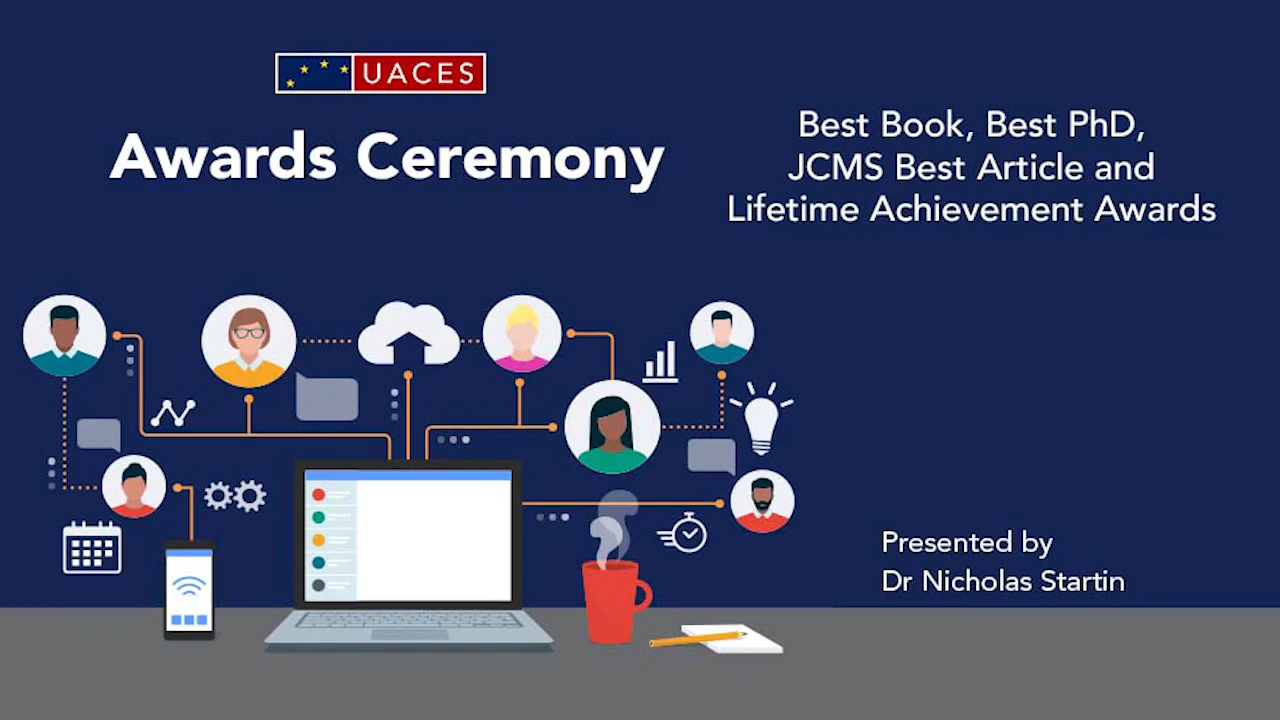 UACES
Awards Ceremony
Best Book, Best PhD,
JCMS Best Article and
Lifetime Achievement Awards
Presented by
Dr Nicholas Startin